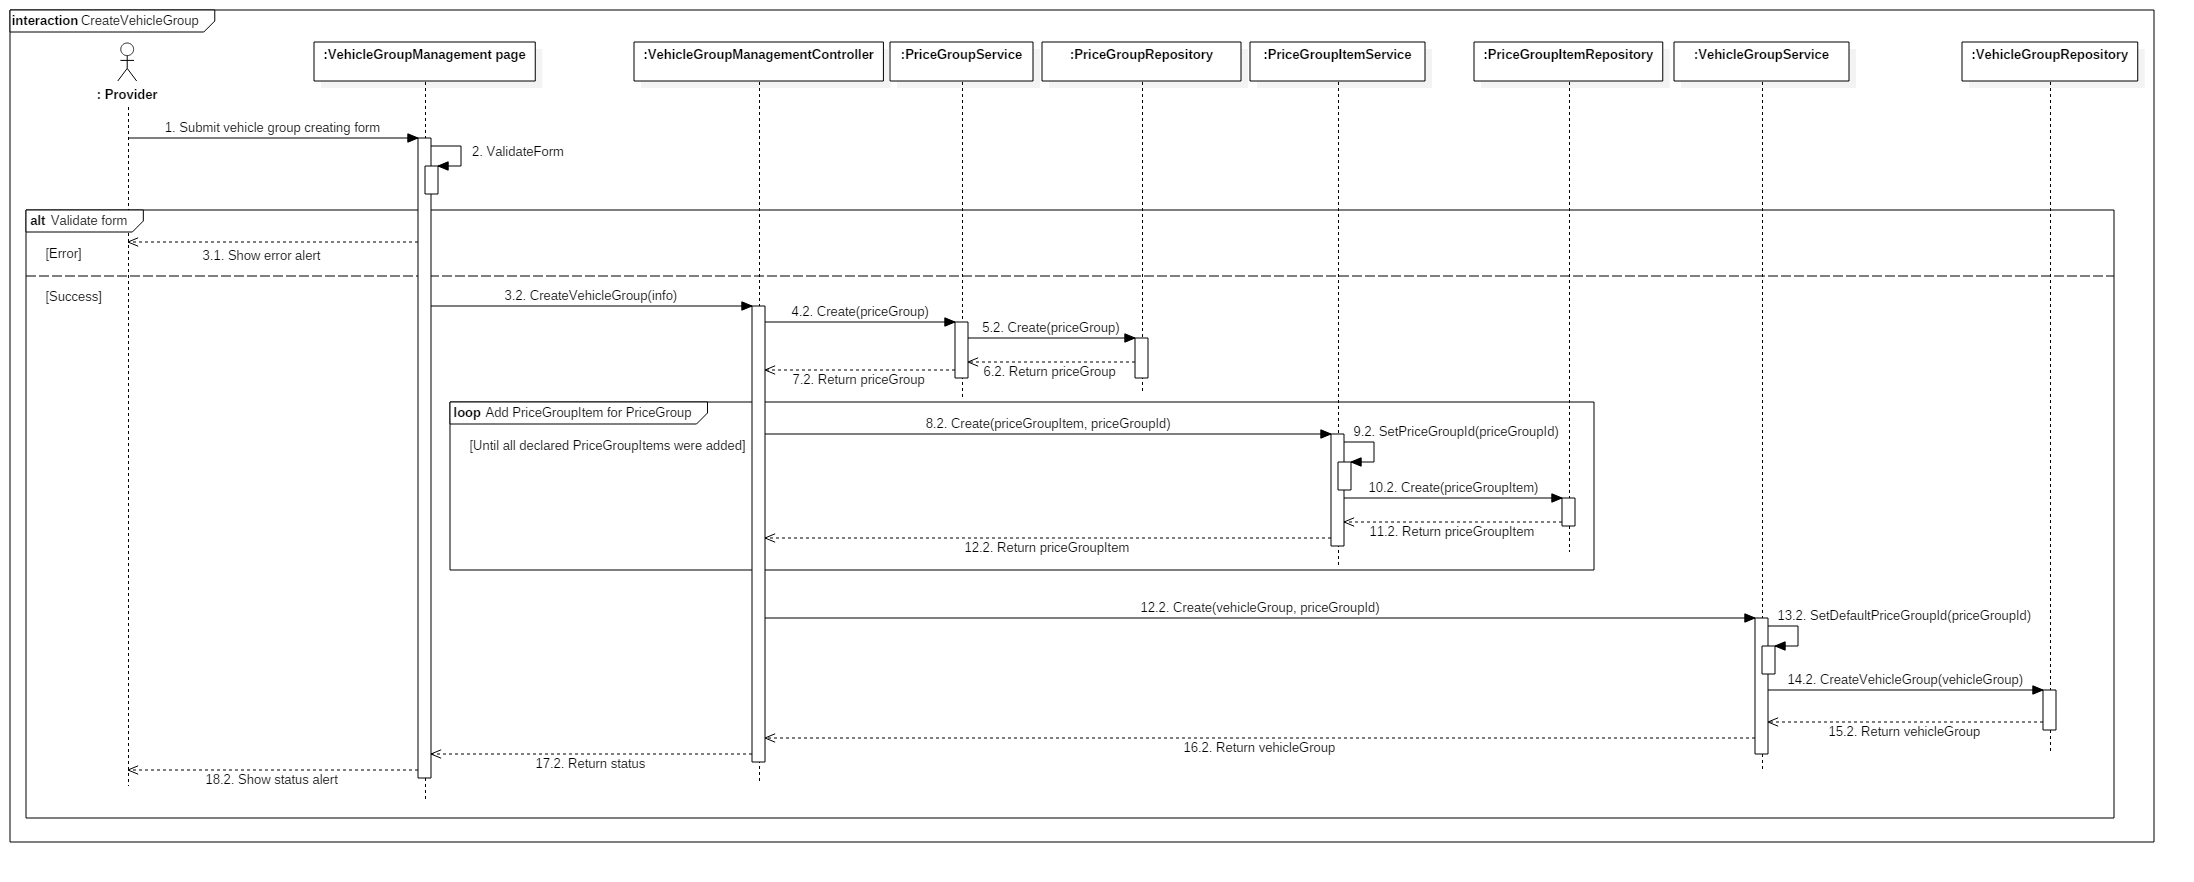 interaction CreateVehicleGroup
: Provider
:VehicleGroupManagement page
:VehicleGroupManagementController
:PriceGroupService
:PriceGroupRepository
:PriceGroupItemService
:PriceGroupItemRepository
:VehicleGroupService
:VehicleGroupRepository
1. Submit vehicle group creating form
2. ValidateForm
alt Validate form
[Error]
3.1. Show error alert
[Success]
3.2. CreateVehicleGroup(info)
4.2. Create(priceGroup)
5.2. Create(priceGroup)
6.2. Return priceGroup
7.2. Return priceGroup
loop Add PriceGroupItem for PriceGroup
[Until all declared PriceGroupItems were added]
8.2. Create(priceGroupItem, priceGroupId)
9.2. SetPriceGroupId(priceGroupId)
10.2. Create(priceGroupItem)
11.2. Return priceGroupItem
12.2. Return priceGroupItem
12.2. Create(vehicleGroup, priceGroupId)
13.2. SetDefaultPriceGroupId(priceGroupId)
14.2. CreateVehicleGroup(vehicleGroup)
15.2. Return vehicleGroup
16.2. Return vehicleGroup
17.2. Return status
18.2. Show status alert